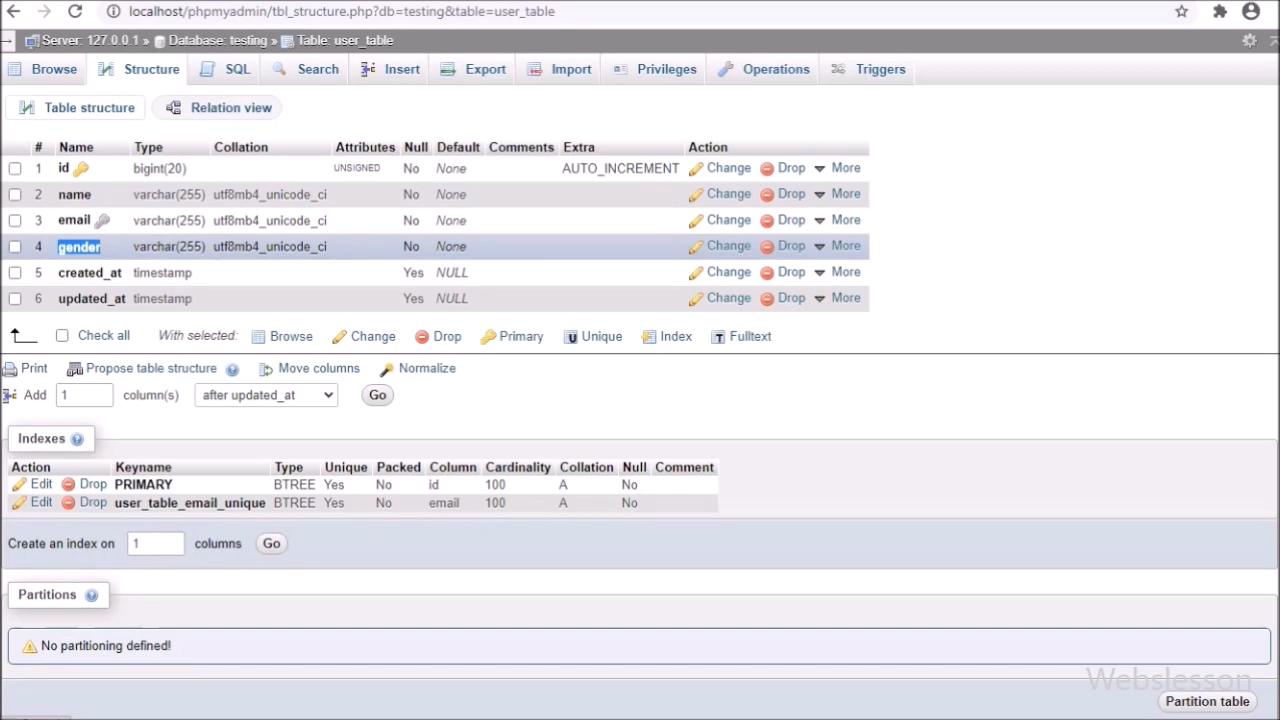 localhost/phpmyadmin/tbl_structure.php?db=testing&table=user_table
Server: 127.0.0.1 » Database: testing » Table: user_table
Browse Structure SQL Search Insert Export Import Privileges Operations Triggers
Table structure Relation view
# Name Type Collation Attributes Null Default Comments Extra Action
1 id bigint(20) UNSIGNED No None AUTO_INCREMENT Change Drop More
2 name varchar(255) utf8mb4_unicode_ci No None Change Drop More
3 email varchar(255) utf8mb4_unicode_ci No None Change Drop More
4 gender varchar(255) utf8mb4_unicode_ci No None Change Drop More
5 created_at timestamp Yes NULL Change Drop More
6 updated_at timestamp Yes NULL Change Drop More
Check all With selected: Browse Change Drop Primary Unique Index Fulltext
Print Propose table structure Move columns Normalize
Add 1 column(s) after updated_at Go
Indexes
Action Keyname Type Unique Packed Column Cardinality Collation Null Comment
Edit Drop PRIMARY BTREE Yes No id 100 A No
Edit Drop user_table_email_unique BTREE Yes No email 100 A No
Create an index on 1 columns Go
Partitions
No partitioning defined!
Webslesson
Partition table